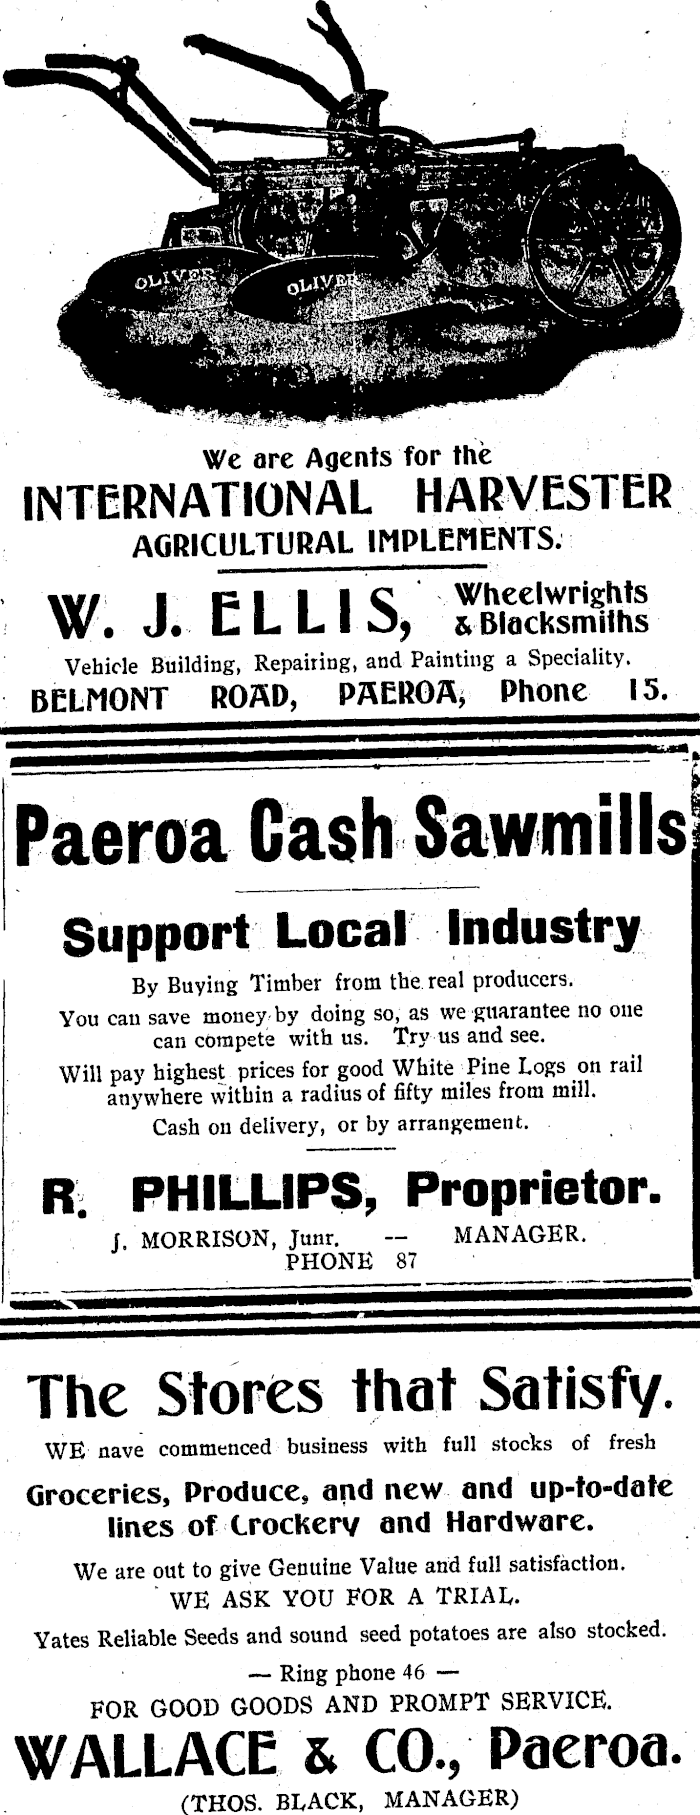 OLIVER
OLIVER
We are Agents for the
INTERNATIONAL HARVESTER
AGRICULTURAL IMPLEMENTS.
W. J. ELLIS, Wheelwrights
& Blacksmiths
Vehicle Building, Repairing, and Painting a Speciality.
BELMONT ROAD, PAEROA, Phone 15.
Paeroa Cash Sawmills
Support Local Industry
By Buying Timber from the real producers.
You can save money by doing so, as we guarantee no one
can compete with us. Try us and see.
Will pay highest prices for good White Pine Logs on rail
anywhere within a radius of fifty miles from mill.
Cash on delivery, or by arrangement.
R. PHILLIPS, Proprietor.
J. MORRISON, Junr. -- MANAGER.
PHONE 87
The Stores that Satisfy.
WE have commenced business with full stocks of fresh
Groceries, Produce, and new and up-to-date
lines of Crockery and Hardware.
We are out to give Genuine Value and full satisfaction.
WE ASK YOU FOR A TRIAL.
Yates Reliable Seeds and sound seed potatoes are also stocked.
— Ring phone 46 —
FOR GOOD GOODS AND PROMPT SERVICE.
WALLACE & CO., Paeroa.
(THOS. BLACK, MANAGER)